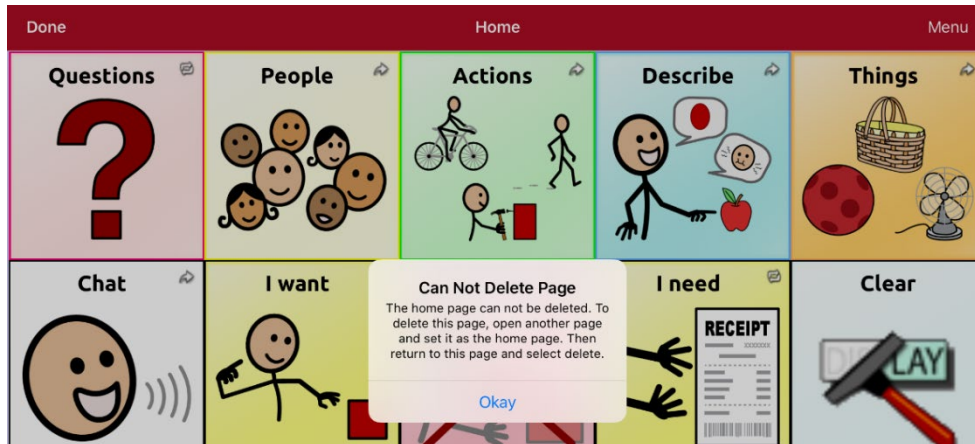 Done
Home
Menu
Questions
People
Actions
Describe
Things
Chat
I want
I need
Clear
Can Not Delete Page
The home page can not be deleted. To
delete this page, open another page
and set it as the home page. Then
return to this page and select delete.
Okay
RECEIPT
LAY